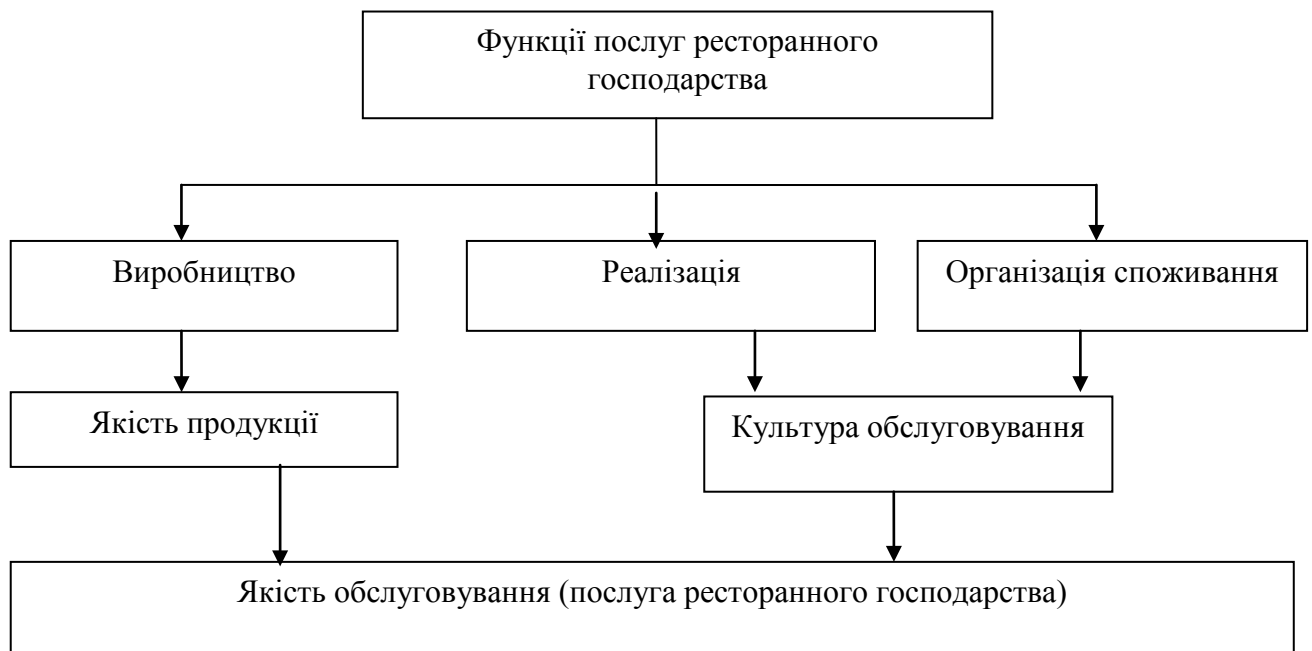 Функції послуг ресторанного
господарства
Виробництво
Реалізація
Організація споживання
Якість продукції
Культура обслуговування
Якість обслуговування (послуга ресторанного господарства)